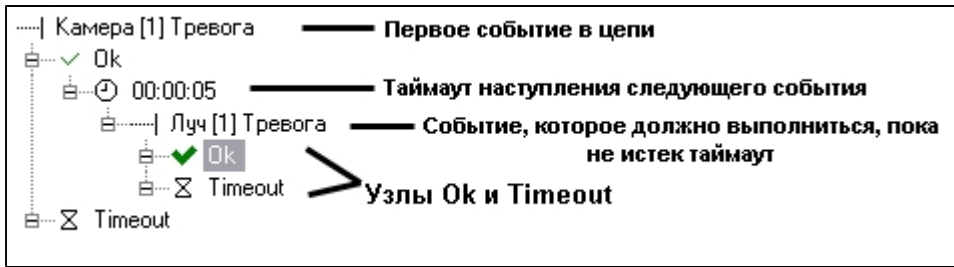 Камера [1] Тревога Первое событие в цепи
Ok
00:00:05 Таймаут наступления следующего события
Луч [1] Тревога Событие, которое должно выполниться, пока
Ok не истек таймаут
Timeout Узлы Ok и Timeout
Timeout